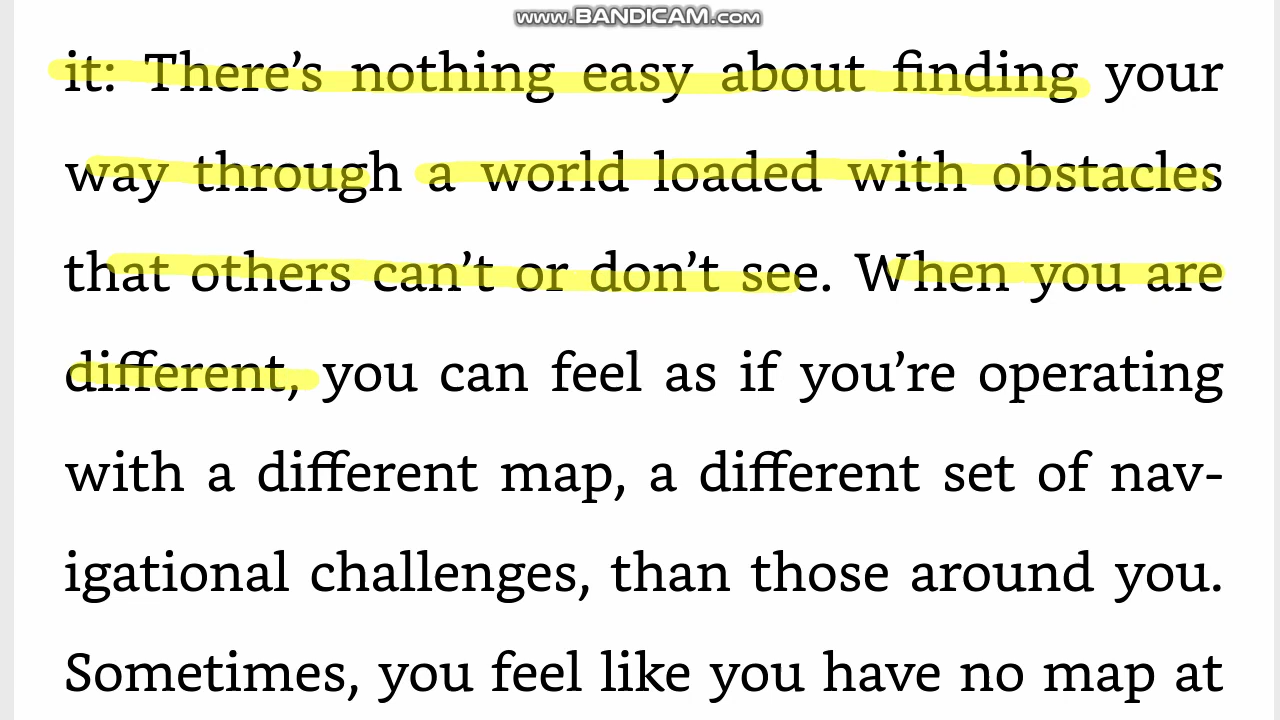 www.BANDICAM.com
it: There’s nothing easy about finding your
way through a world loaded with obstacles
that others can’t or don’t see. When you are
different, you can feel as if you’re operating
with a different map, a different set of nav-
igational challenges, than those around you.
Sometimes, you feel like you have no map at